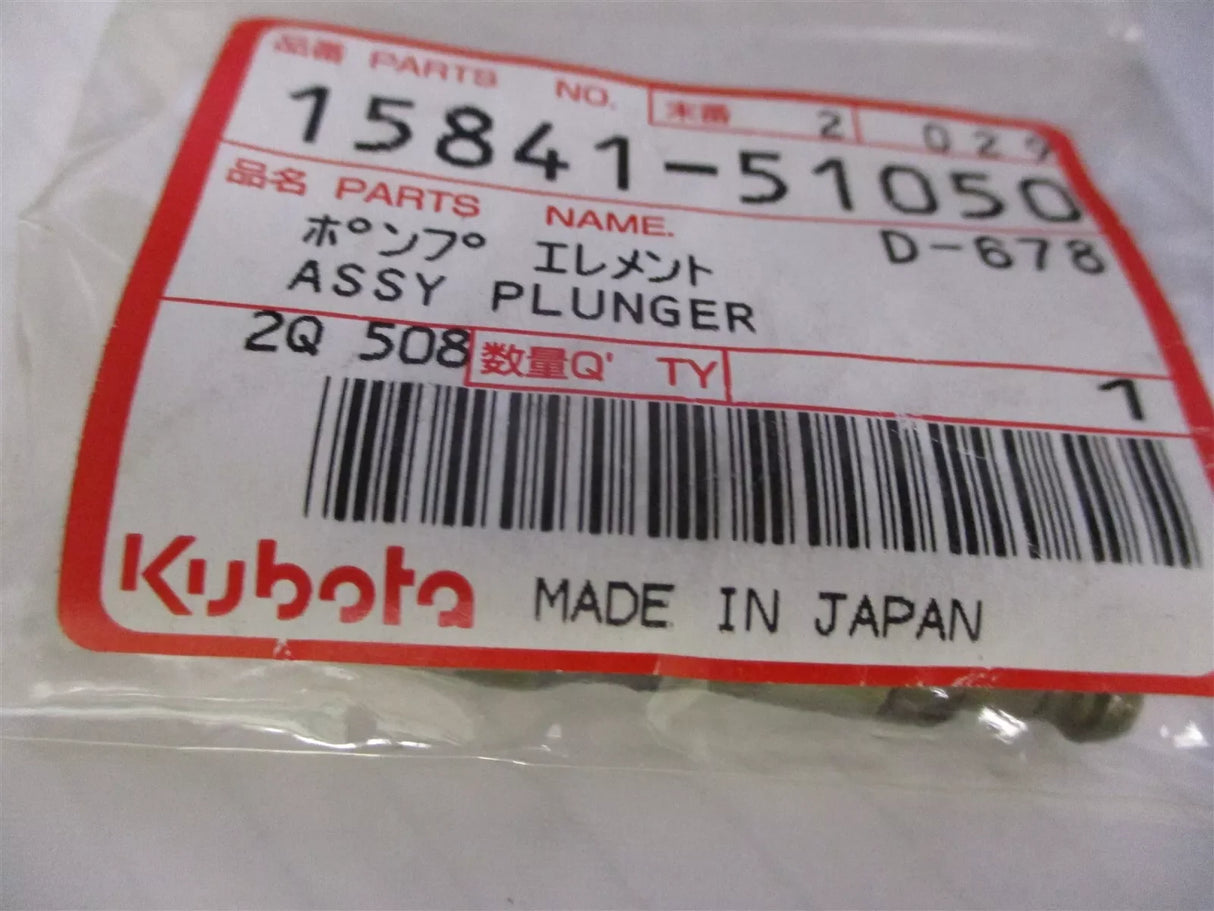 品番 PARTS NO. 末番 2 029
15841-51050
品名 PARTS NAME. D-678
ポンプ エレメント
ASSY PLUNGER
2Q 508 数量Q'TY 1
Kubota MADE IN JAPAN